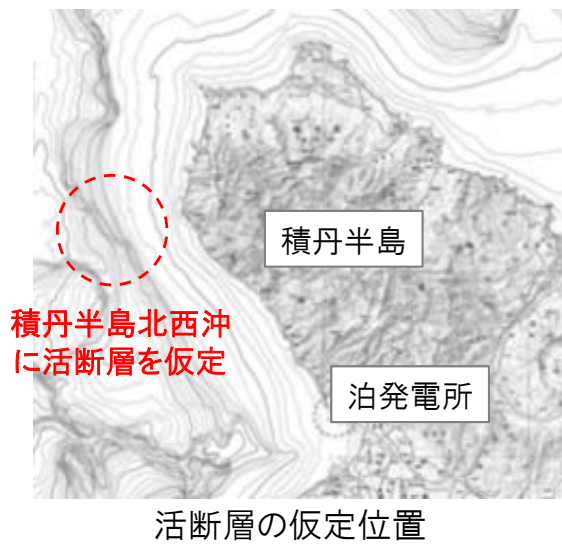 積丹半島
積丹半島北西沖
に活断層を仮定
泊発電所
活断層の仮定位置